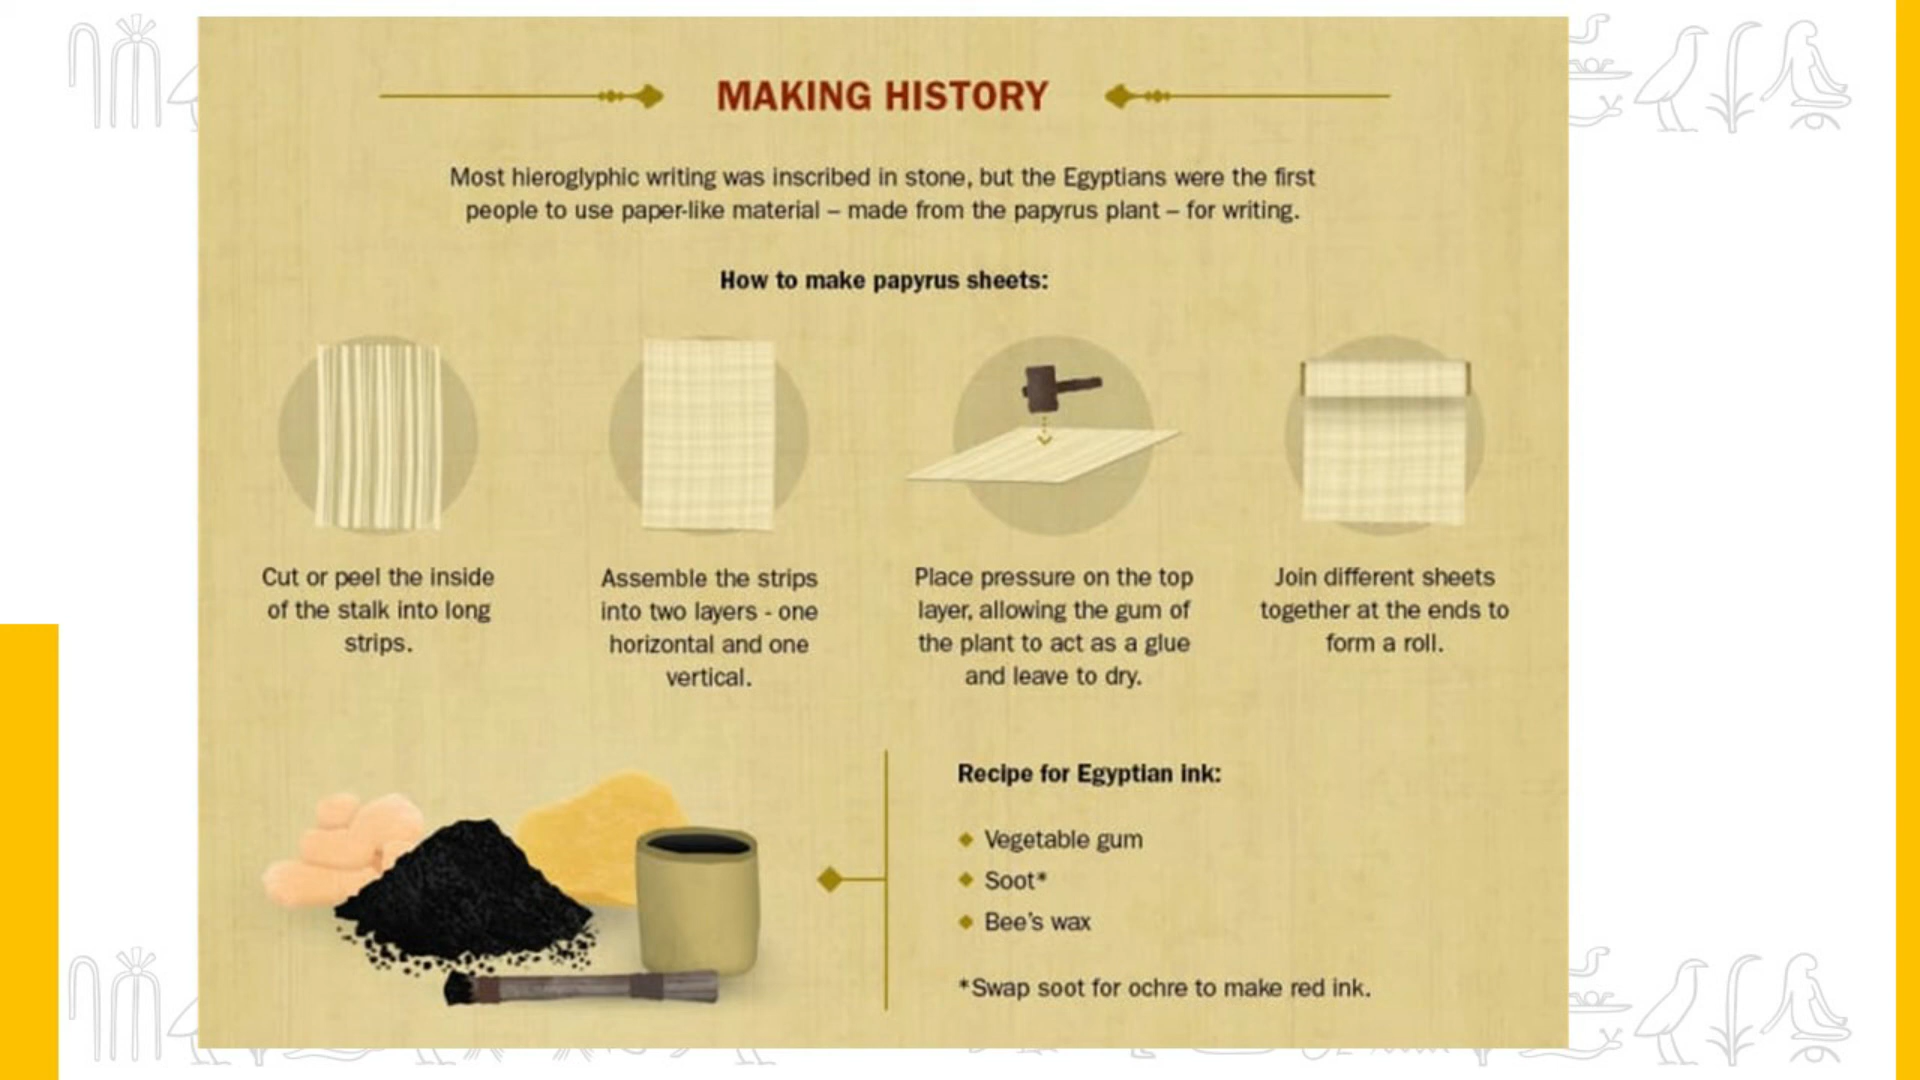 MAKING HISTORY
Most hieroglyphic writing was inscribed in stone, but the Egyptians were the first
people to use paper-like material – made from the papyrus plant – for writing.
How to make papyrus sheets:
Cut or peel the inside
of the stalk into long
strips.
Assemble the strips
into two layers - one
horizontal and one
vertical.
Place pressure on the top
layer, allowing the gum of
the plant to act as a glue
and leave to dry.
Join different sheets
together at the ends to
form a roll.
Recipe for Egyptian ink:
Vegetable gum
Soot*
Bee's wax
*Swap soot for ochre to make red ink.